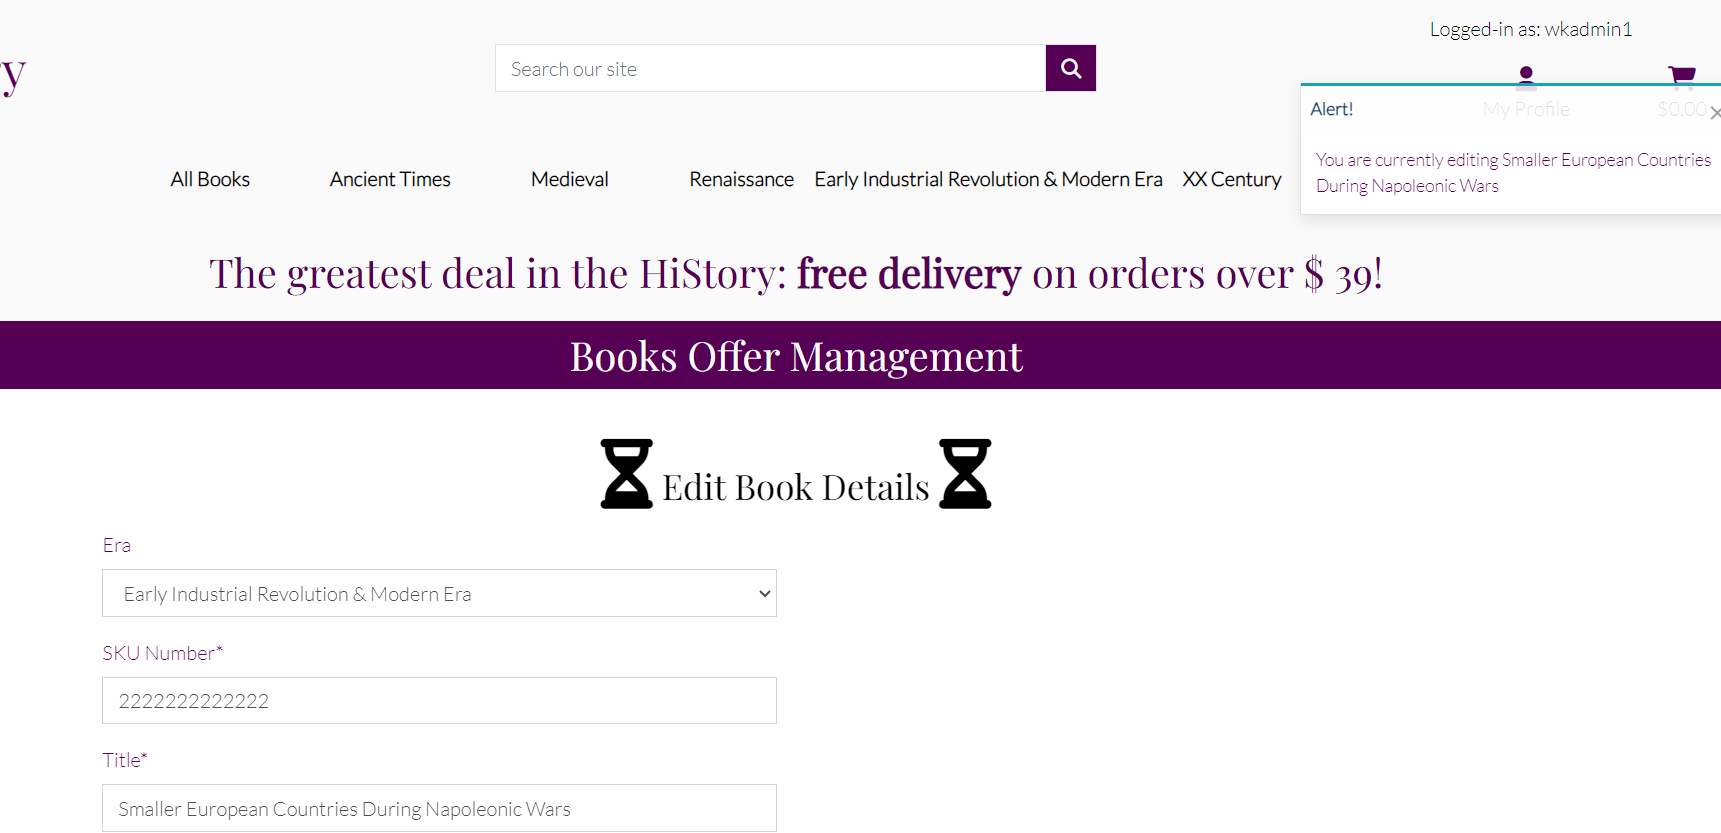 Logged-in as: wkadmin1
Search our site
My Profile
$0.00
Alert!
You are currently editing Smaller European Countries
During Napoleonic Wars
All Books
Ancient Times
Medieval
Renaissance
Early Industrial Revolution & Modern Era
XX Century
The greatest deal in the HiStory: free delivery on orders over $ 39!
Books Offer Management
Edit Book Details
Era
Early Industrial Revolution & Modern Era
SKU Number*
2222222222222
Title*
Smaller European Countries During Napoleonic Wars